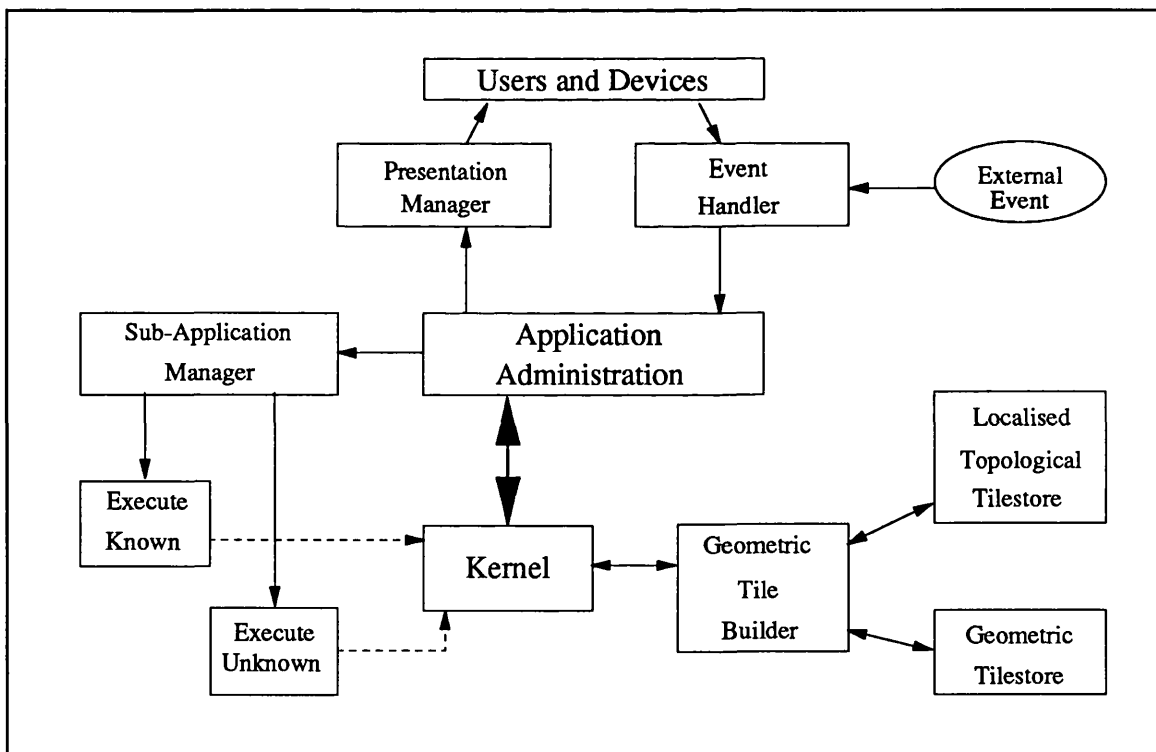 Users and Devices
Presentation
Manager
Event
Handler
External
Event
Sub-Application
Manager
Application
Administration
Localised
Topological
Tilestore
Execute
Known
Kernel
Geometric
Tile
Builder
Execute
Unknown
Geometric
Tilestore